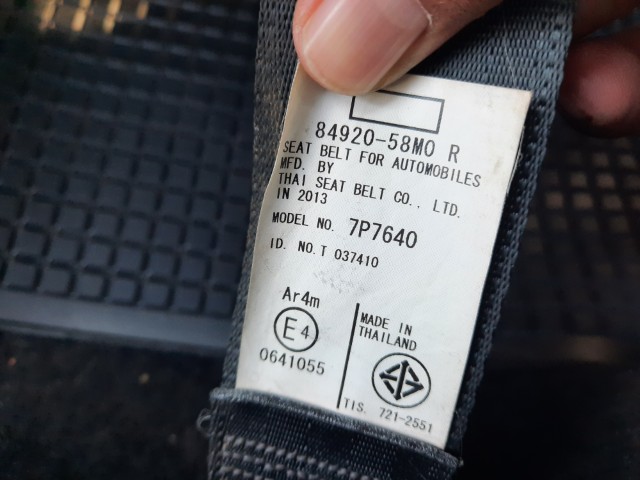 84920-58M0 R
SEAT BELT FOR AUTOMOBILES
MFD. BY
THAI SEAT BELT CO., LTD.
IN 2013
MODEL NO. 7P7640
ID. NO.T 037410
Ar4m
E4
0641055
MADE IN
THAILAND
TIS. 721-2551